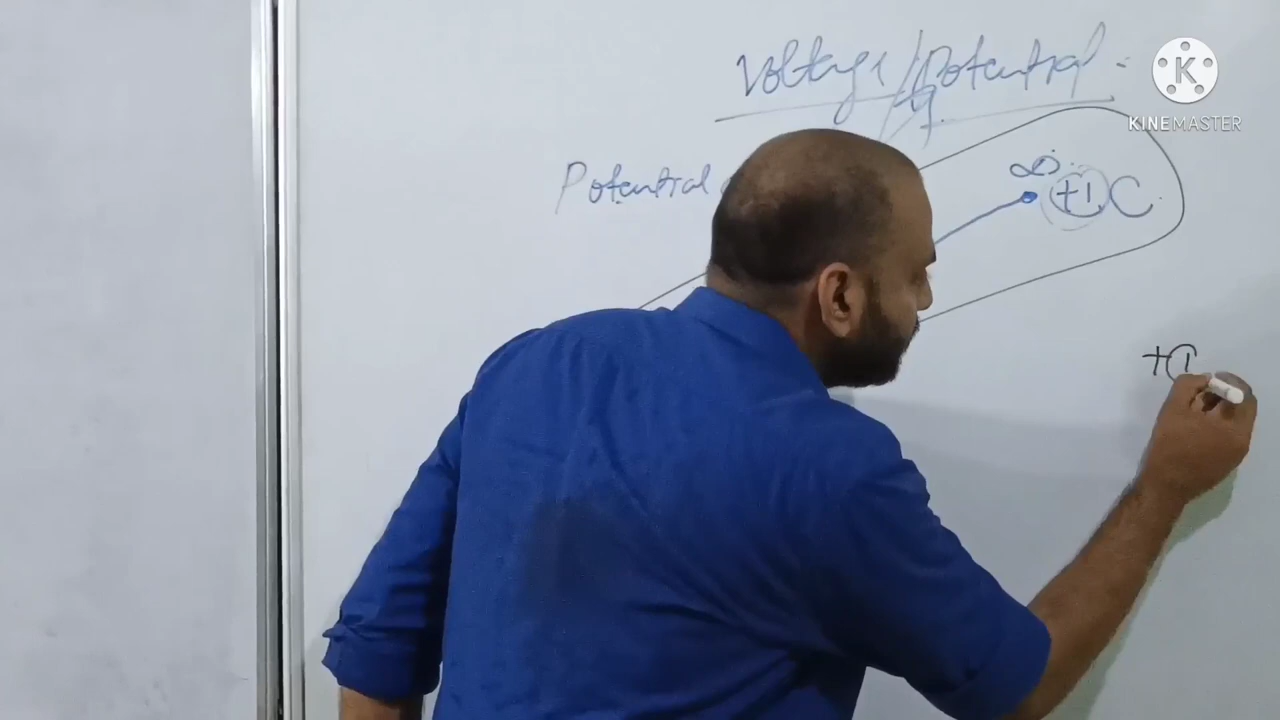 Voltage/Potential :
q.
∞.
Potential
+1 C.
+1
KINEMASTER